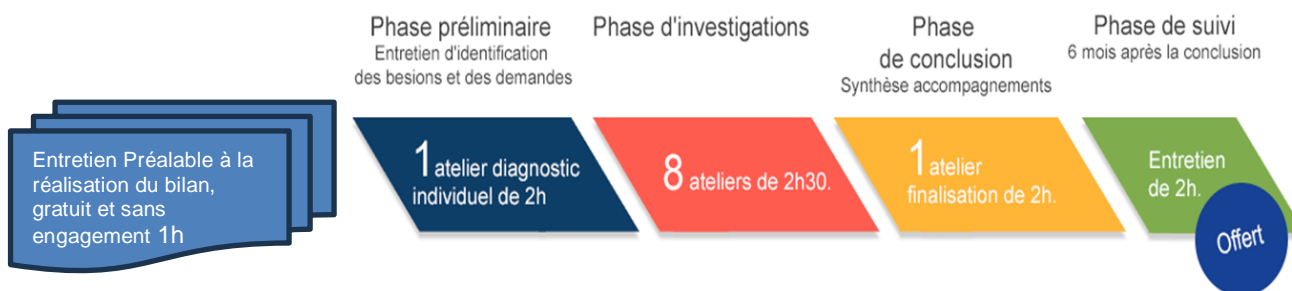 Entretien Préalable à la
réalisation du bilan,
gratuit et sans
engagement 1h
Phase préliminaire
Entretien d'identification
des besions et des demandes
1 atelier diagnostic
individuel de 2h
Phase d'investigations
8 ateliers de 2h30.
Phase
de conclusion
Synthèse accompagnements
1 atelier
finalisation de 2h.
Phase de suivi
6 mois après la conclusion
Entretien
de 2h.
Offert